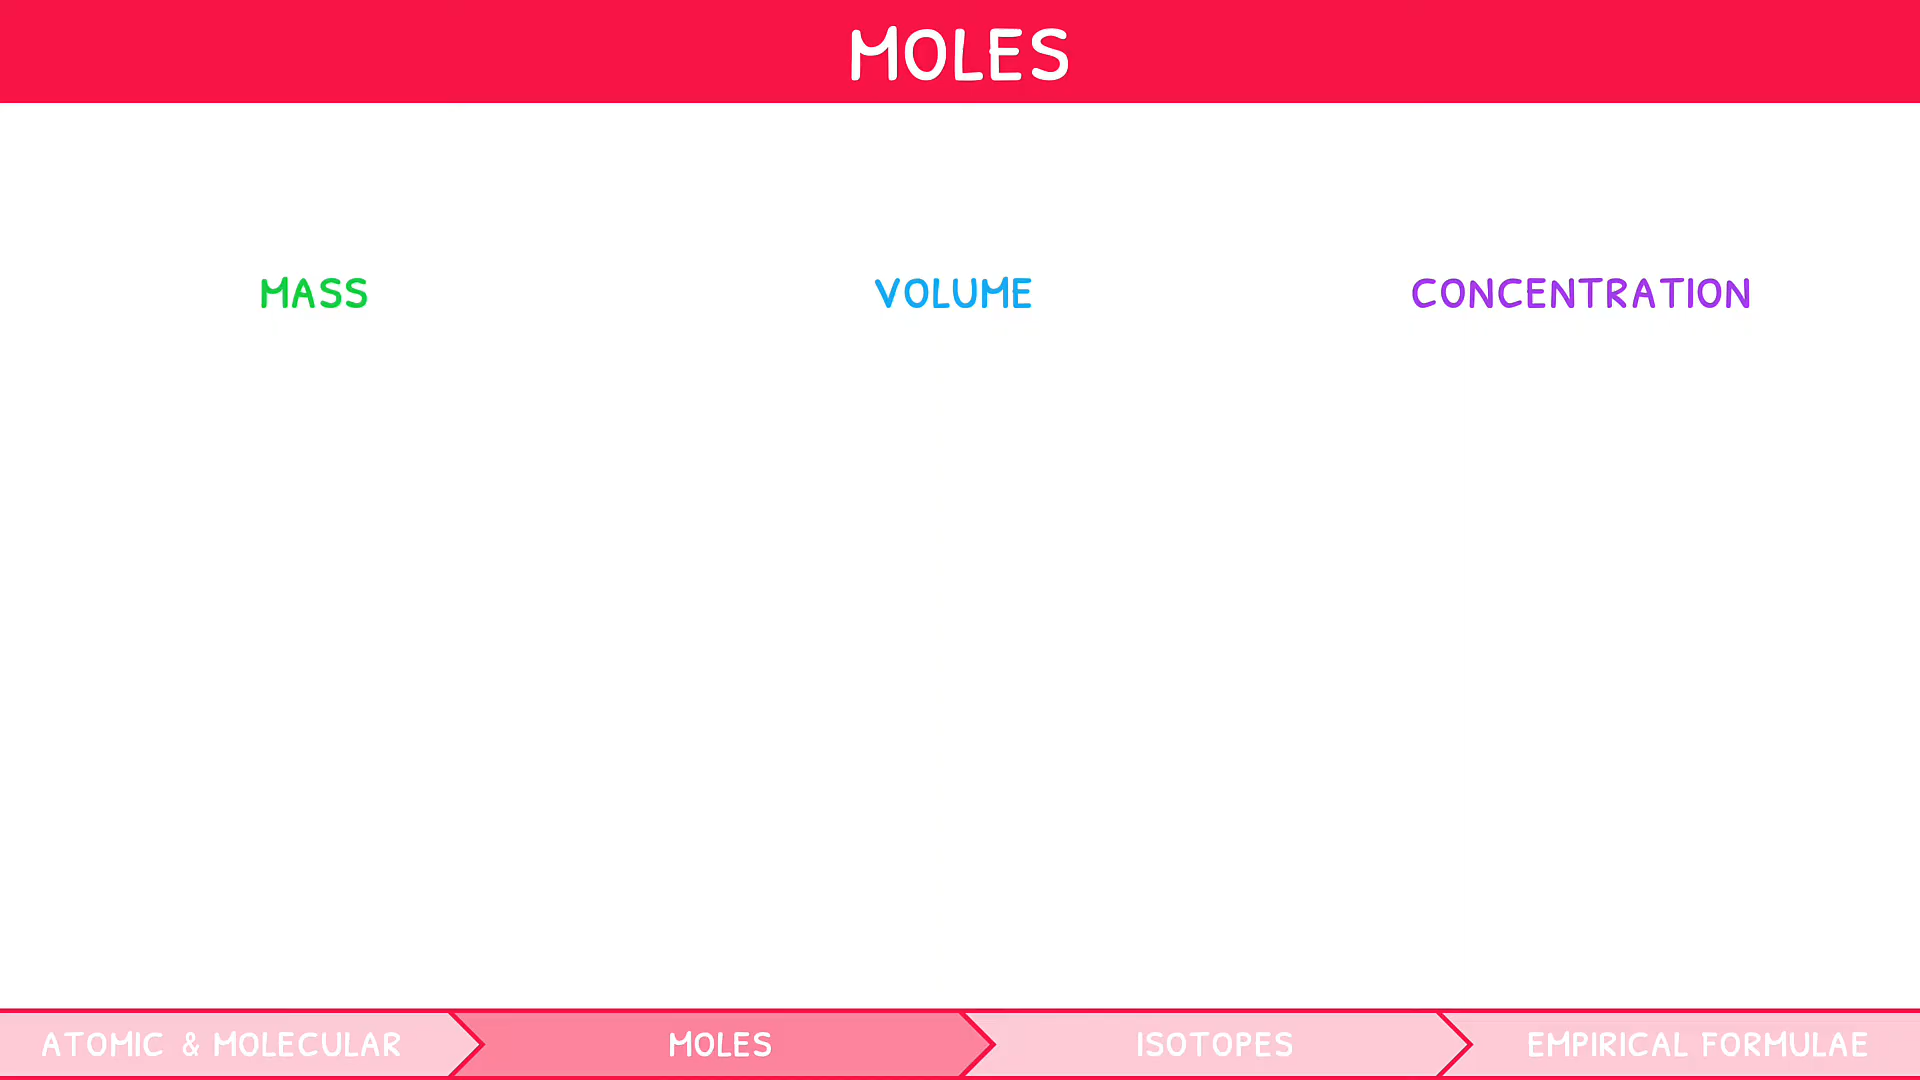 MOLES
MASS
VOLUME
CONCENTRATION
ATOMIC & MOLECULAR
MOLES
ISOTOPES
EMPIRICAL FORMULAE